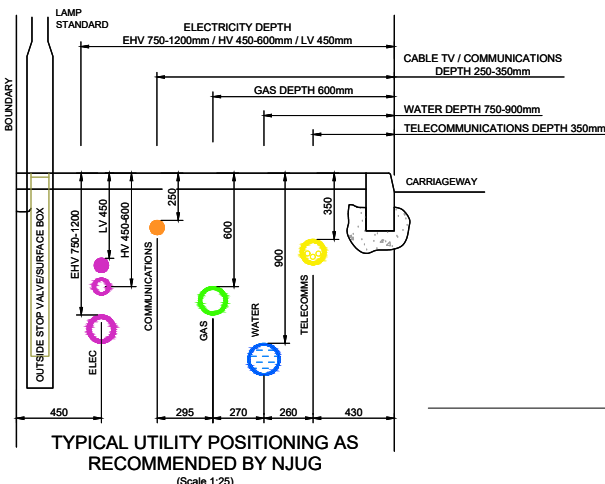 LAMP
STANDARD
ELECTRICITY DEPTH
EHV 750-1200mm / HV 450-600mm / LV 450mm
CABLE TV / COMMUNICATIONS
DEPTH 250-350mm
GAS DEPTH 600mm
WATER DEPTH 750-900mm
TELECOMMUNICATIONS DEPTH 350mm
BOUNDARY
CARRIAGEWAY
OUTSIDE STOP VALVE/SURFACE BOX
EHV 750-1200
LV 450
HV 450-600
250
600
900
350
ELEC
COMMUNICATIONS
GAS
WATER
TELECOMMS
450
295
270
260
430
TYPICAL UTILITY POSITIONING AS
RECOMMENDED BY NJUG
(Scale 1:25)